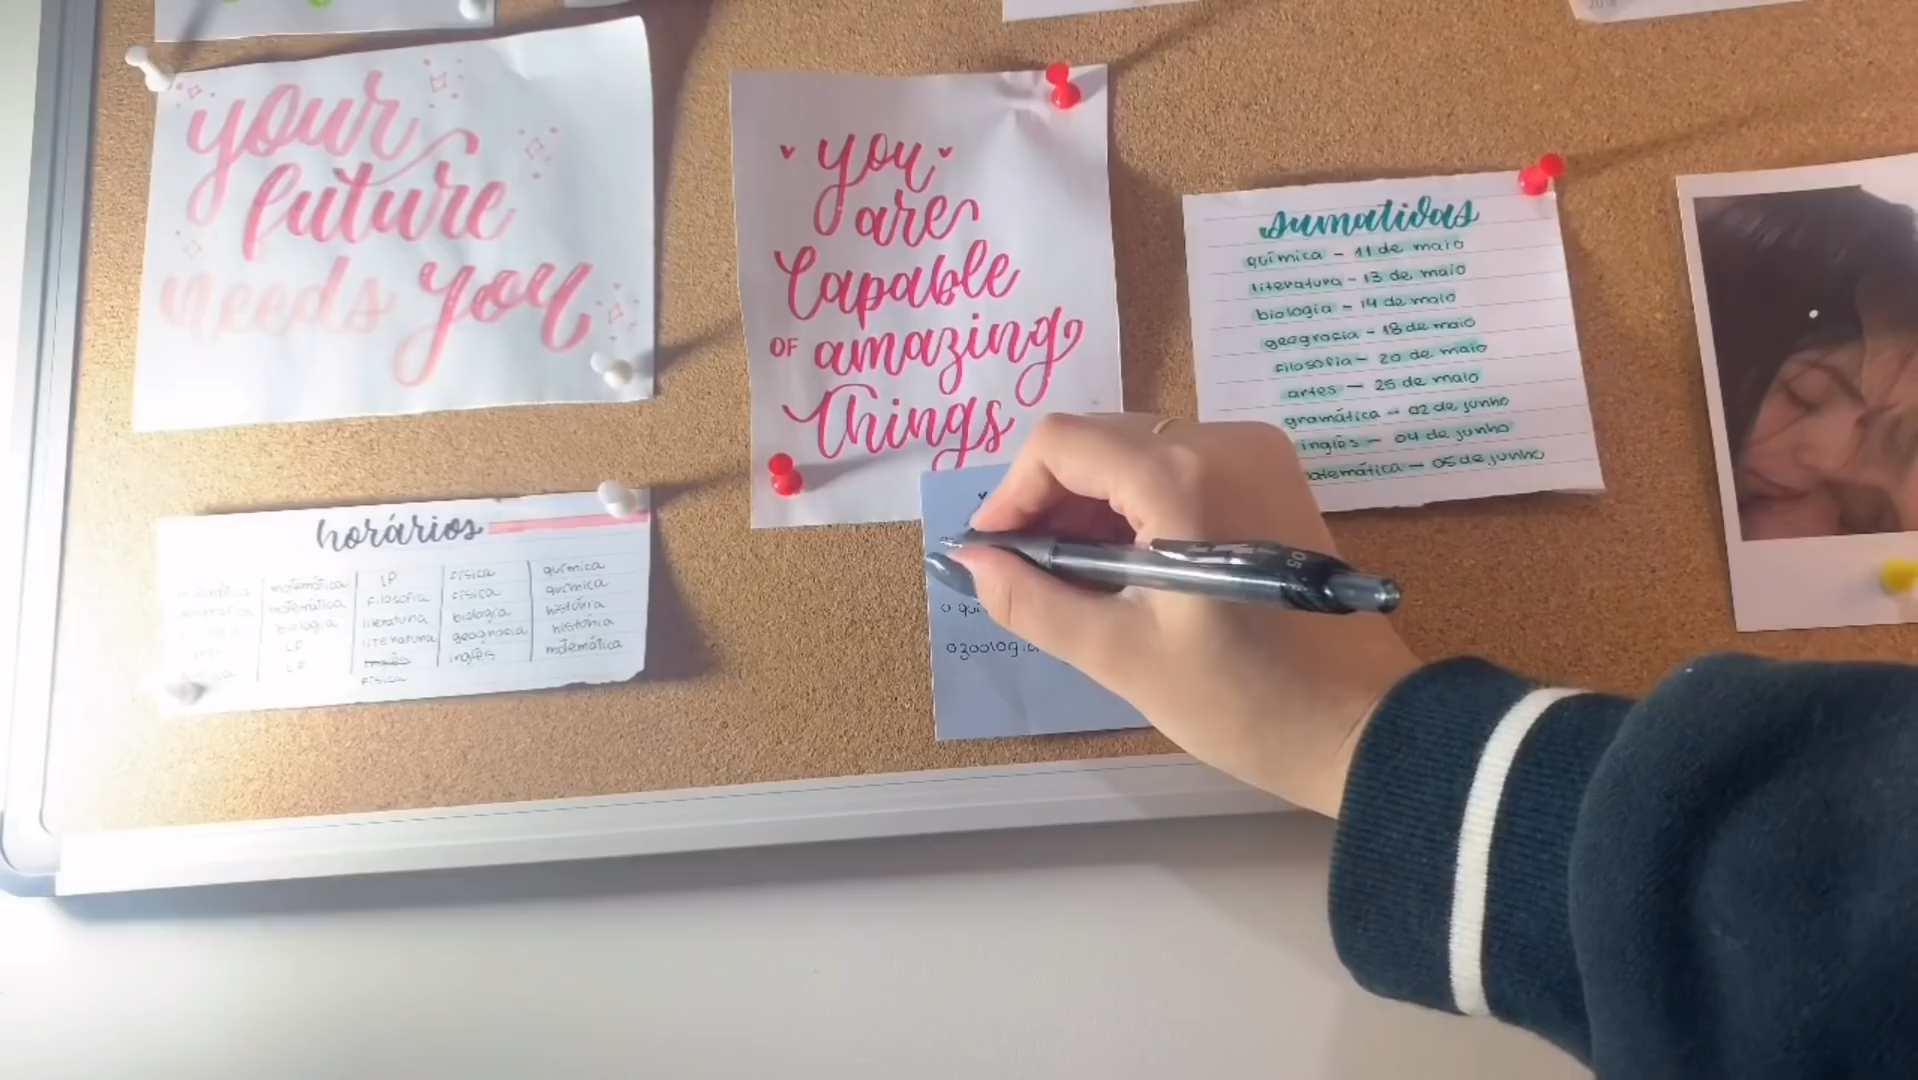 your
future
needs you
you
are
capable
OF amazing
things
sumativas
química - 11 de maio
literatura - 13 de maio
biologia - 14 de maio
geografia - 18 de maio
filosofia - 20 de maio
artes - 25 de maio
gramática - 02 de junho
inglês - 04 de junho
05 de junho
horários
matemática LP física química
matemática filosofia física química
biologia literatura biologia história
LP literatura geografia história
LP inglês inglês matemática
física